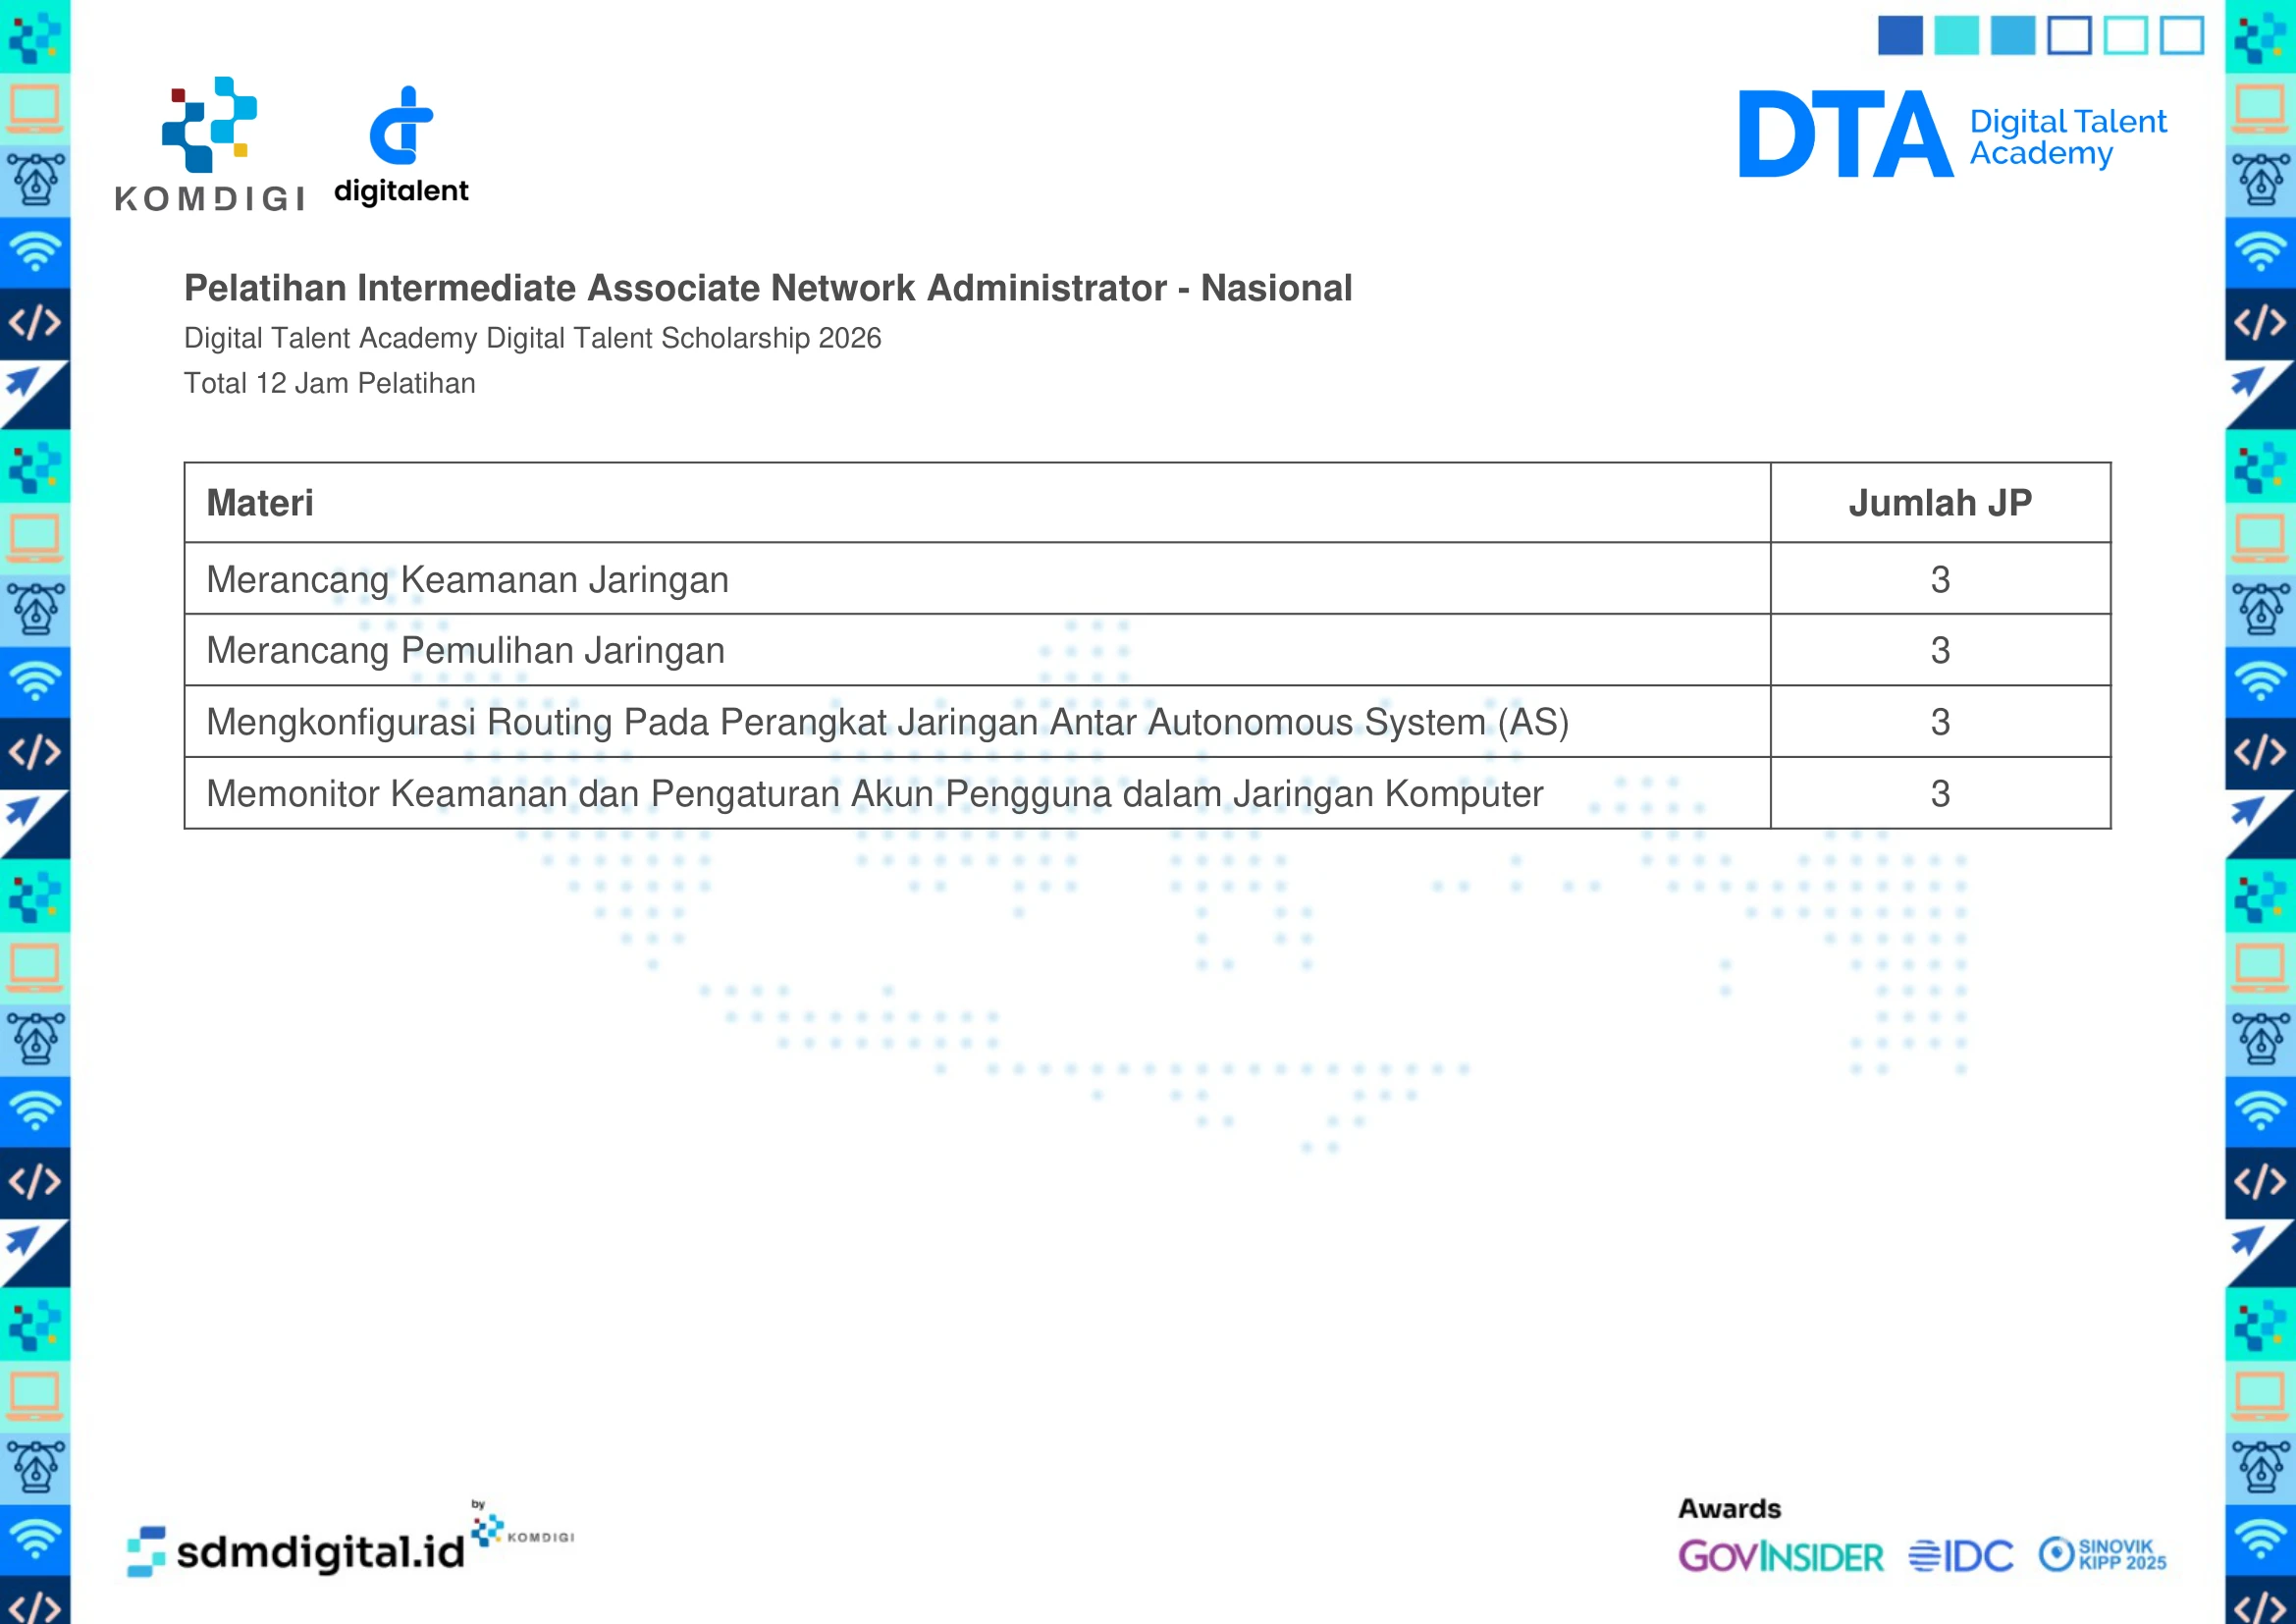 KOMDIGI
digitalent
DTA Digital Talent Academy
Pelatihan Intermediate Associate Network Administrator - Nasional
Digital Talent Academy Digital Talent Scholarship 2026
Total 12 Jam Pelatihan
Materi Jumlah JP
Merancang Keamanan Jaringan 3
Merancang Pemulihan Jaringan 3
Mengkonfigurasi Routing Pada Perangkat Jaringan Antar Autonomous System (AS) 3
Memonitor Keamanan dan Pengaturan Akun Pengguna dalam Jaringan Komputer 3
sdmdigital.id
by
KOMDIGI
Awards
GOVINSIDER
IDC
SINOVIK
KIPP 2025